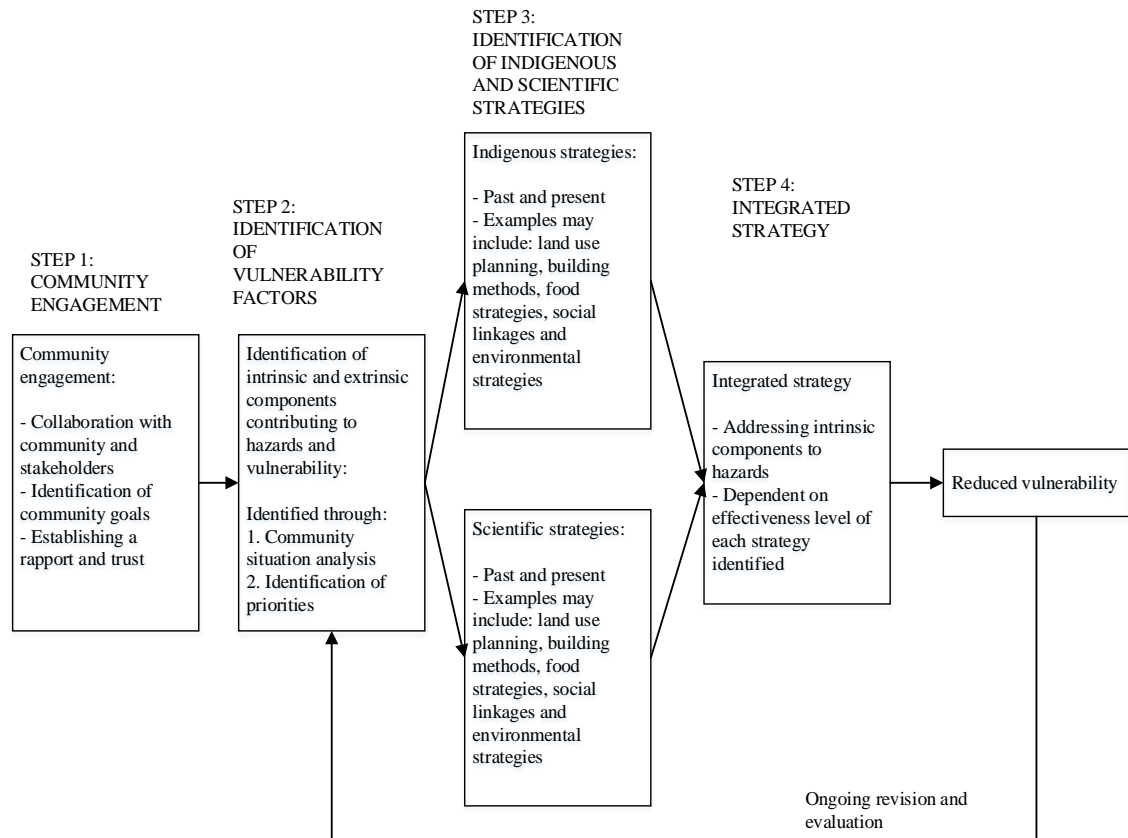 STEP 1:
COMMUNITY
ENGAGEMENT
Community
engagement:
- Collaboration with
community and
stakeholders
- Identification of
community goals
- Establishing a
rapport and trust
STEP 2:
IDENTIFICATION
OF
VULNERABILITY
FACTORS
Identification of
intrinsic and extrinsic
components
contributing to
hazards and
vulnerability:
Identified through:
1. Community
situation analysis
2. Identification of
priorities
STEP 3:
IDENTIFICATION
OF INDIGENOUS
AND SCIENTIFIC
STRATEGIES
Indigenous strategies:
- Past and present
- Examples may
include: land use
planning, building
methods, food
strategies, social
linkages and
environmental
strategies
Scientific strategies:
- Past and present
- Examples may
include: land use
planning, building
methods, food
strategies, social
linkages and
environmental
strategies
STEP 4:
INTEGRATED
STRATEGY
Integrated strategy
- Addressing intrinsic
components to
hazards
- Dependent on
effectiveness level of
each strategy
identified
Reduced vulnerability
Ongoing revision and
evaluation